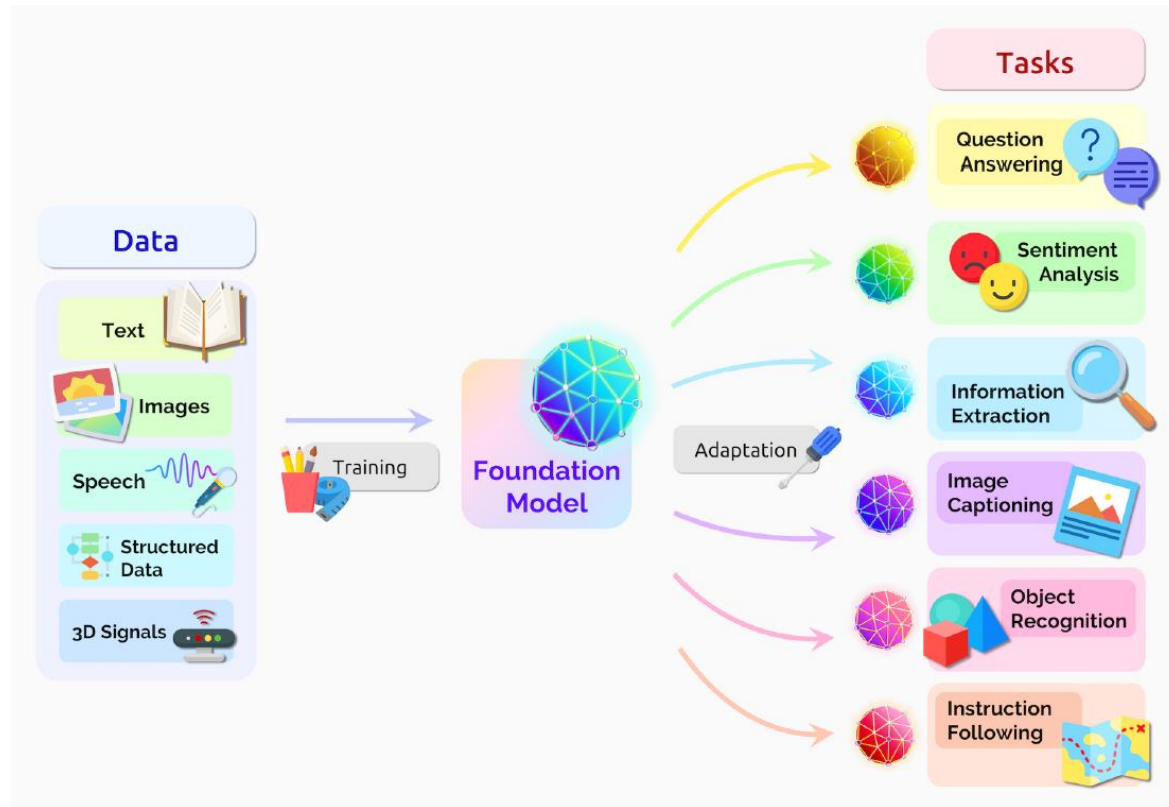 Data
Text
Images
Speech
Structured
Data
3D Signals
Training
Foundation
Model
Adaptation
Tasks
Question
Answering
?
Sentiment
Analysis
Information
Extraction
Image
Captioning
Object
Recognition
Instruction
Following